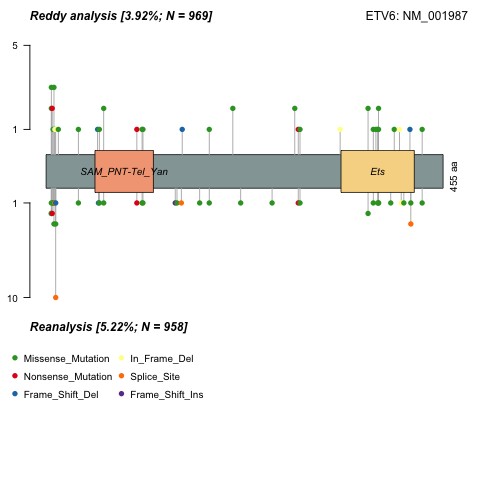 Reddy analysis [3.92%; N = 969]
ETV6: NM_001987
5
1
SAM_PNT-Tel_Yan
Ets
455 aa
1
10
Reanalysis [5.22%; N = 958]
Missense_Mutation
In_Frame_Del
Nonsense_Mutation
Splice_Site
Frame_Shift_Del
Frame_Shift_Ins